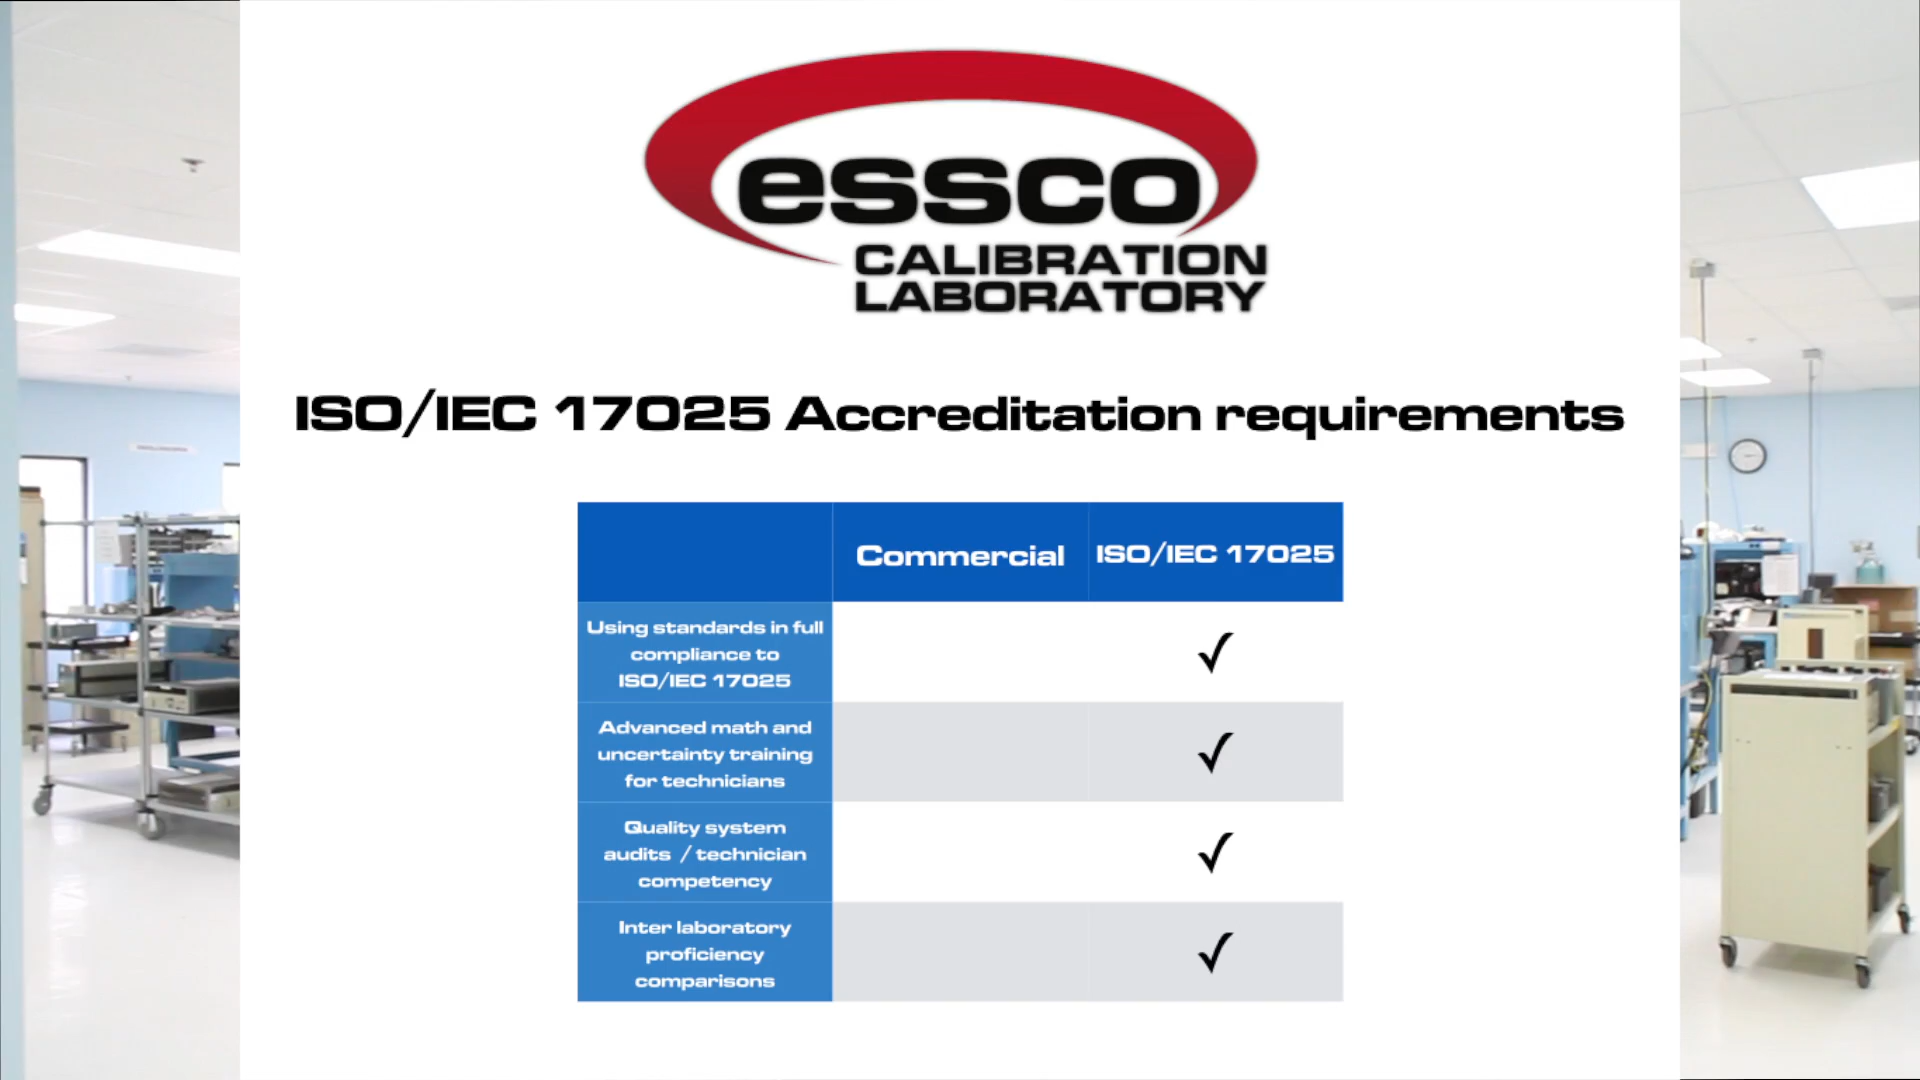 essco
CALIBRATION
LABORATORY
ISO/IEC 17025 Accreditation requirements
Commercial
ISO/IEC 17025
Using standards in full
compliance to
ISO/IEC 17025
✓
Advanced math and
uncertainty training
for technicians
✓
Quality system
audits / technician
competency
✓
Inter laboratory
proficiency
comparisons
✓